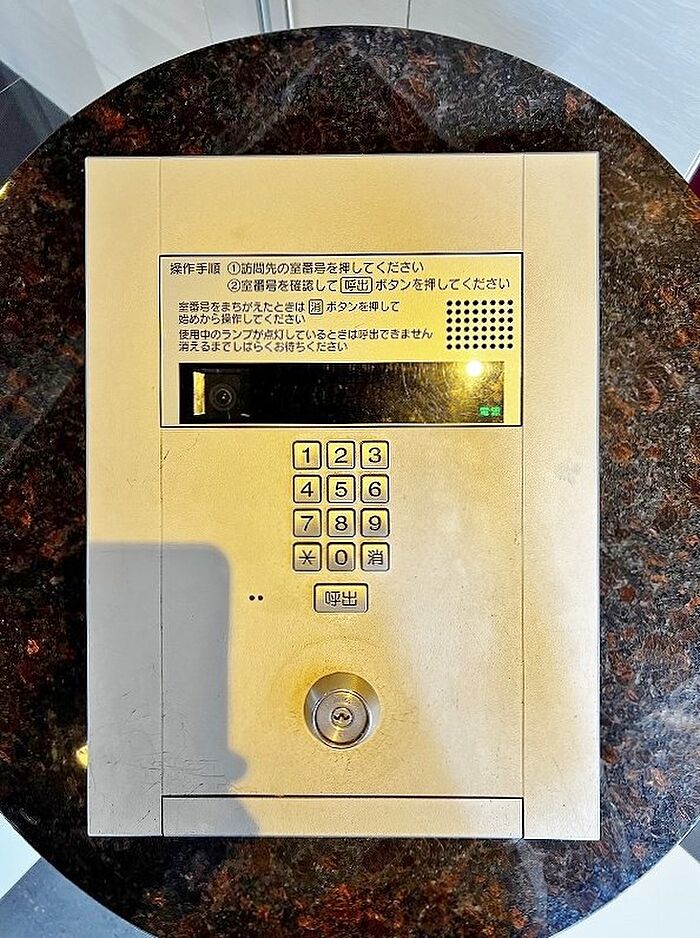 操作手順 ①訪問先の室番号を押してください
②室番号を確認して 呼出 ボタンを押してください
室番号をまちがえたときは 消 ボタンを押して
始めから操作してください
使用中のランプが点灯しているときは呼出できません
消えるまでしばらくお待ちください
電源
1 2 3
4 5 6
7 8 9
* 0 消
呼出